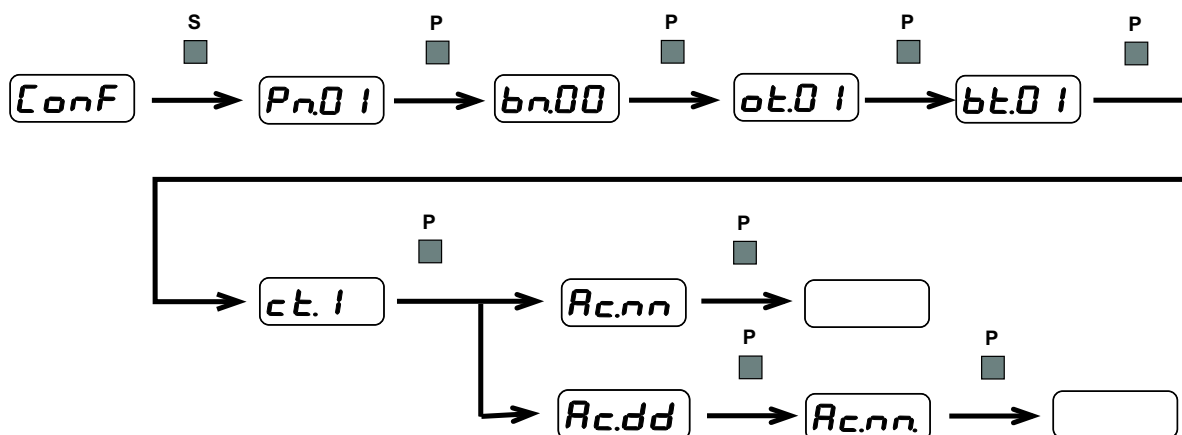 S P P P P
ConF Pn.01 bn.00 ot.01 bt.01
P P
ct. 1 Ac.nn
P P
Ac.dd Ac.nn.